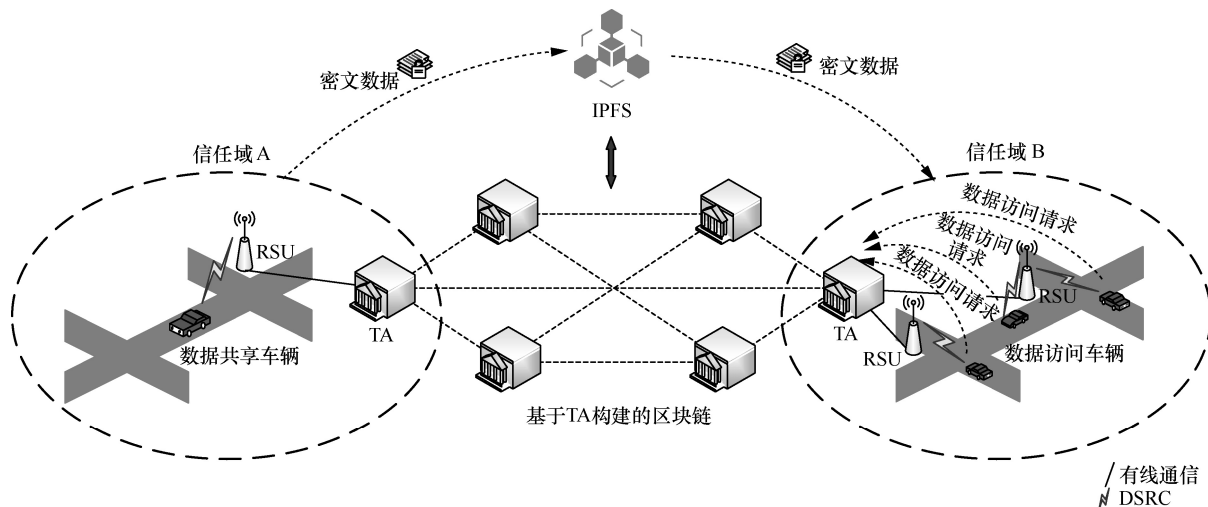 密文数据
密文数据
IPFS
信任域A
信任域B
数据访问请求
数据访问
请求
数据访问请求
RSU
RSU
RSU
TA
TA
数据共享车辆
数据访问车辆
基于TA构建的区块链
有线通信
DSRC